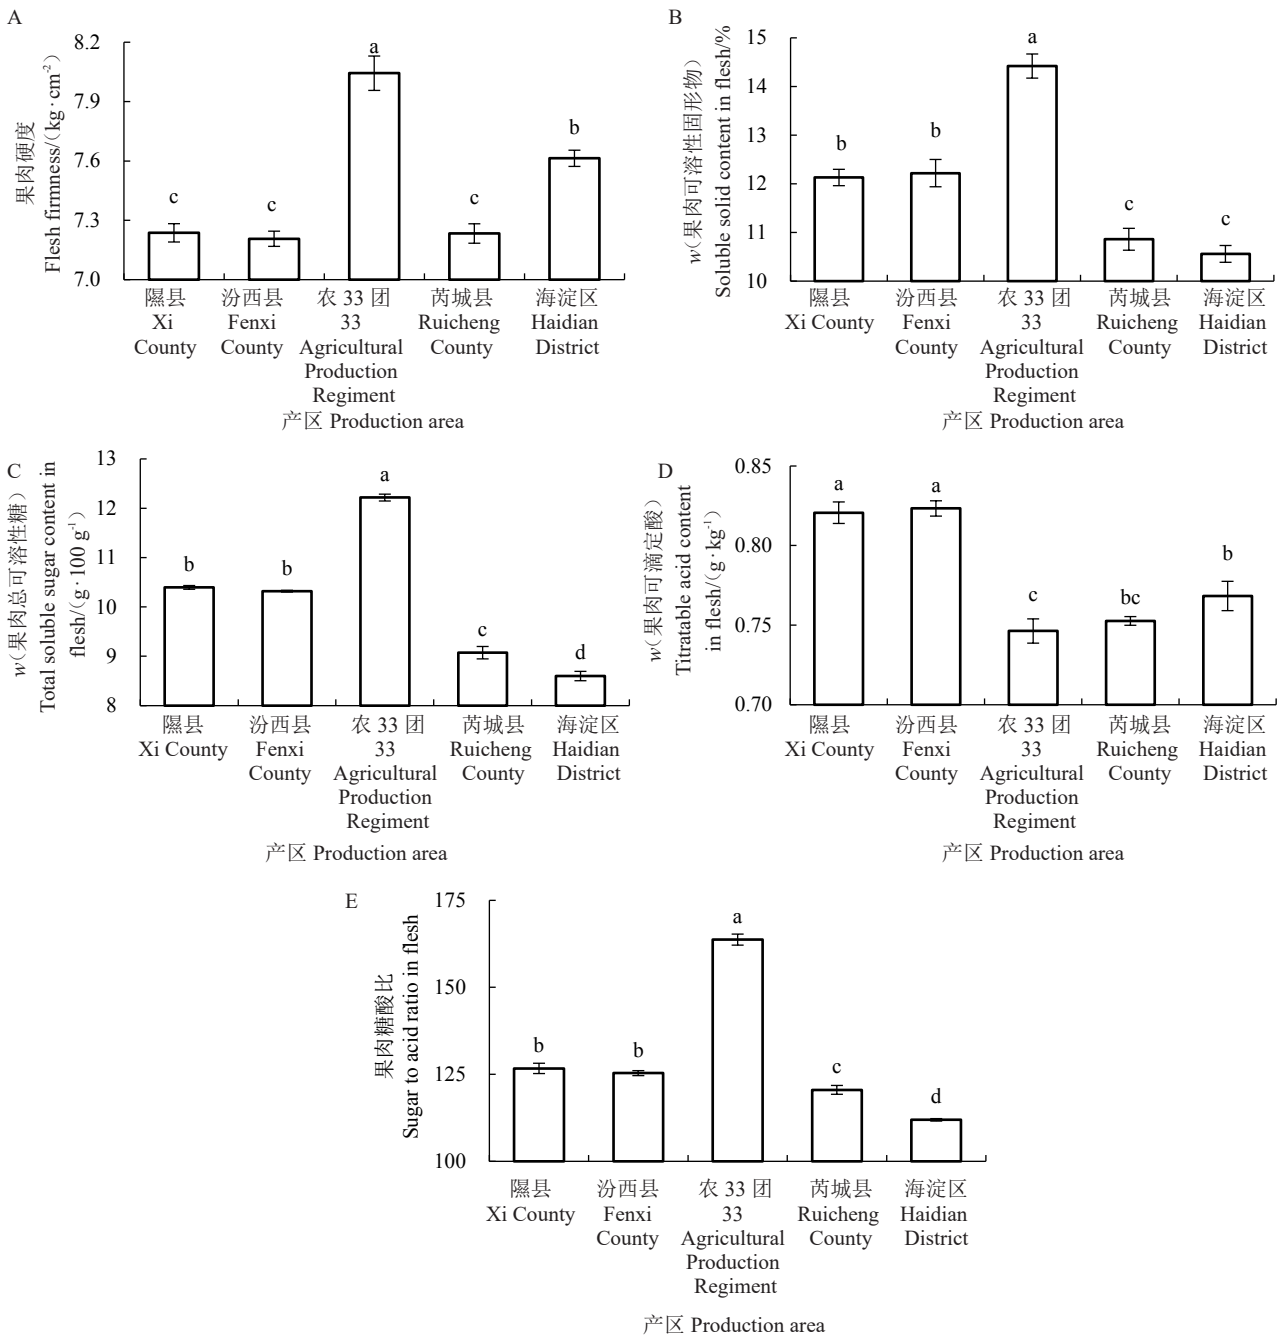 A
果肉硬度
Flesh firmness/(kg·cm-2)
8.2
7.9
7.6
7.3
7.0
c
c
a
c
b
隰县
Xi
County
汾西县
Fenxi
County
农 33 团
33
Agricultural
Production
Regiment
芮城县
Ruicheng
County
海淀区
Haidian
District
产区 Production area
B
w(果肉可溶性固形物)
Soluble solid content in flesh/%
15
14
13
12
11
10
b
b
a
c
c
隰县
Xi County
汾西县
Fenxi
County
农 33 团
33
Agricultural
Production
Regiment
芮城县
Ruicheng
County
海淀区
Haidian
District
产区 Production area
C
w(果肉总可溶性糖)
Total soluble sugar content in
flesh/(g·100 g-1)
13
12
11
10
9
8
b
b
a
c
d
隰县
Xi County
汾西县
Fenxi
County
农 33 团
33
Agricultural
Production
Regiment
芮城县
Ruicheng
County
海淀区
Haidian
District
产区 Production area
D
w(果肉可滴定酸)
Titratable acid content
in flesh/(g·kg-1)
0.85
0.80
0.75
0.70
a
a
c
bc
b
隰县
Xi County
汾西县
Fenxi
County
农 33 团
33
Agricultural
Production
Regiment
芮城县
Ruicheng
County
海淀区
Haidian
District
产区 Production area
E
果肉糖酸比
Sugar to acid ratio in flesh
175
150
125
100
b
b
a
c
d
隰县
Xi County
汾西县
Fenxi
County
农 33 团
33
Agricultural
Production
Regiment
芮城县
Ruicheng
County
海淀区
Haidian
District
产区 Production area